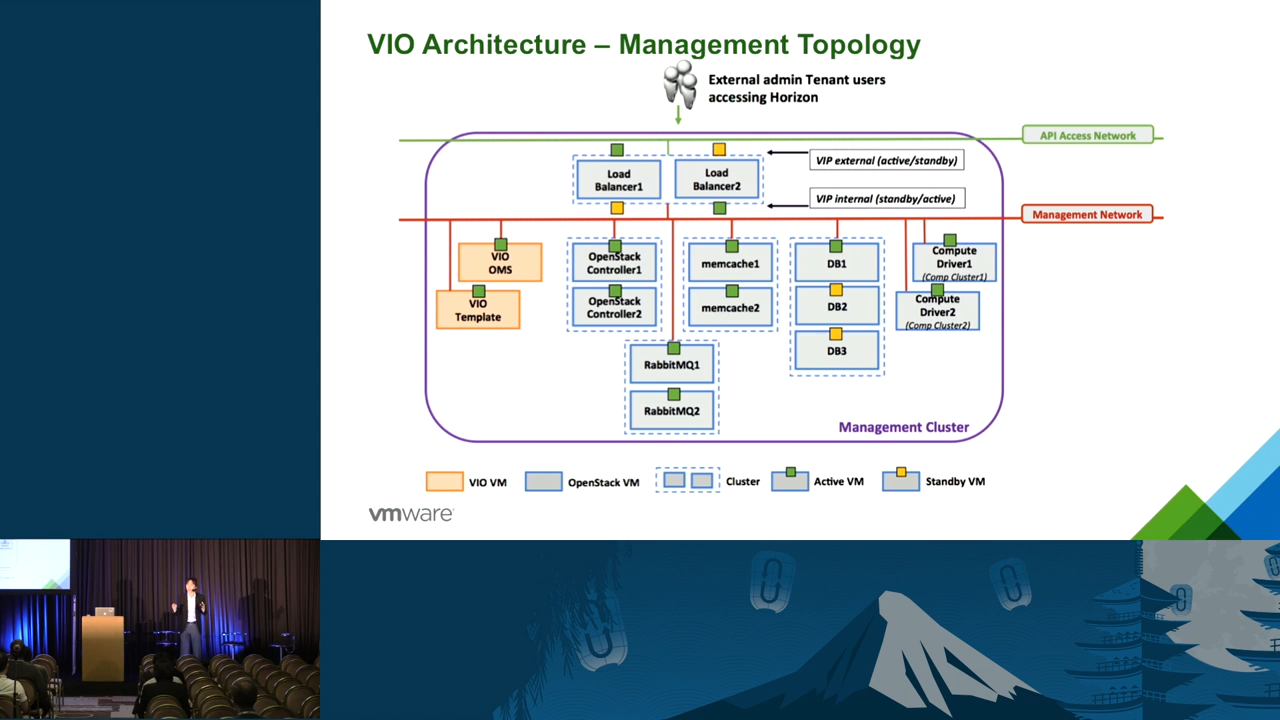 VIO Architecture – Management Topology
External admin Tenant users
accessing Horizon
API Access Network
VIP external (active/standby)
Load
Balancer1
Load
Balancer2
VIP internal (standby/active)
Management Network
VIO
OMS
OpenStack
Controller1
memcache1
DB1
Compute
Driver1
(Comp Cluster1)
VIO
Template
OpenStack
Controller2
memcache2
DB2
Compute
Driver2
(Comp Cluster2)
RabbitMQ1
DB3
RabbitMQ2
Management Cluster
VIO VM
OpenStack VM
Cluster
Active VM
Standby VM
vmware